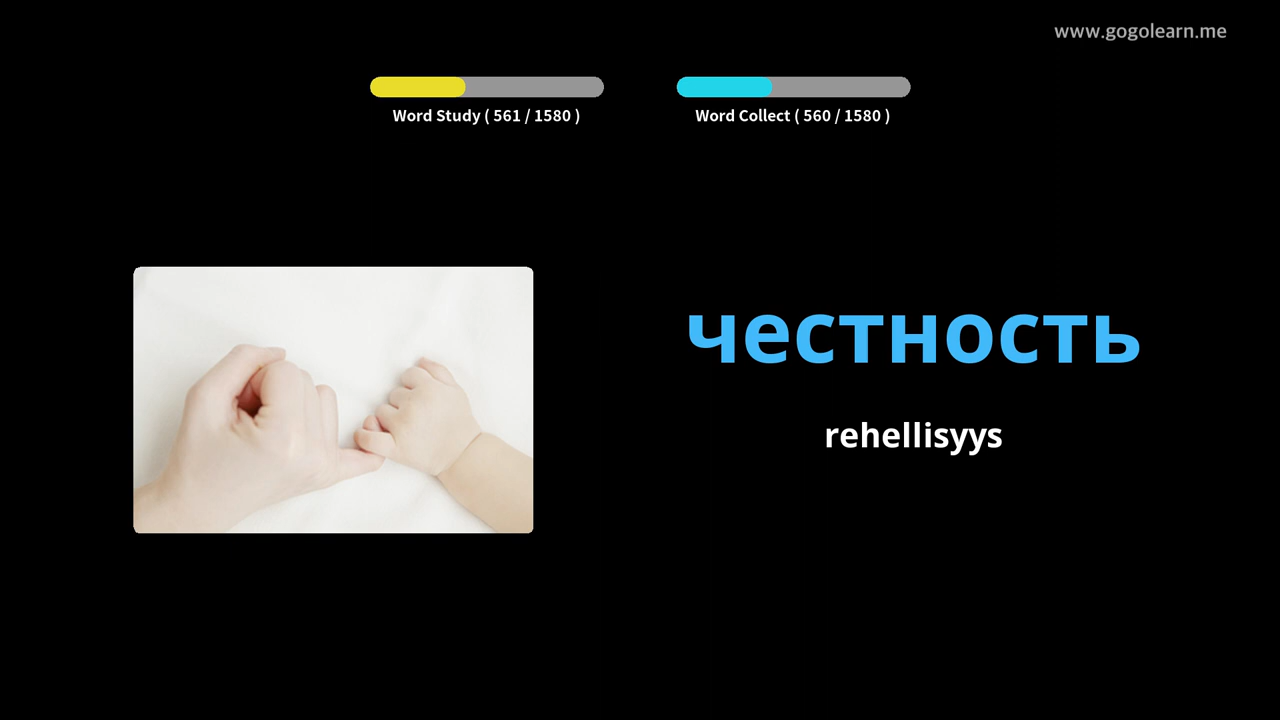 www.gogolearn.me
Word Study ( 561 / 1580 )
Word Collect ( 560 / 1580 )
честность
rehellisyys